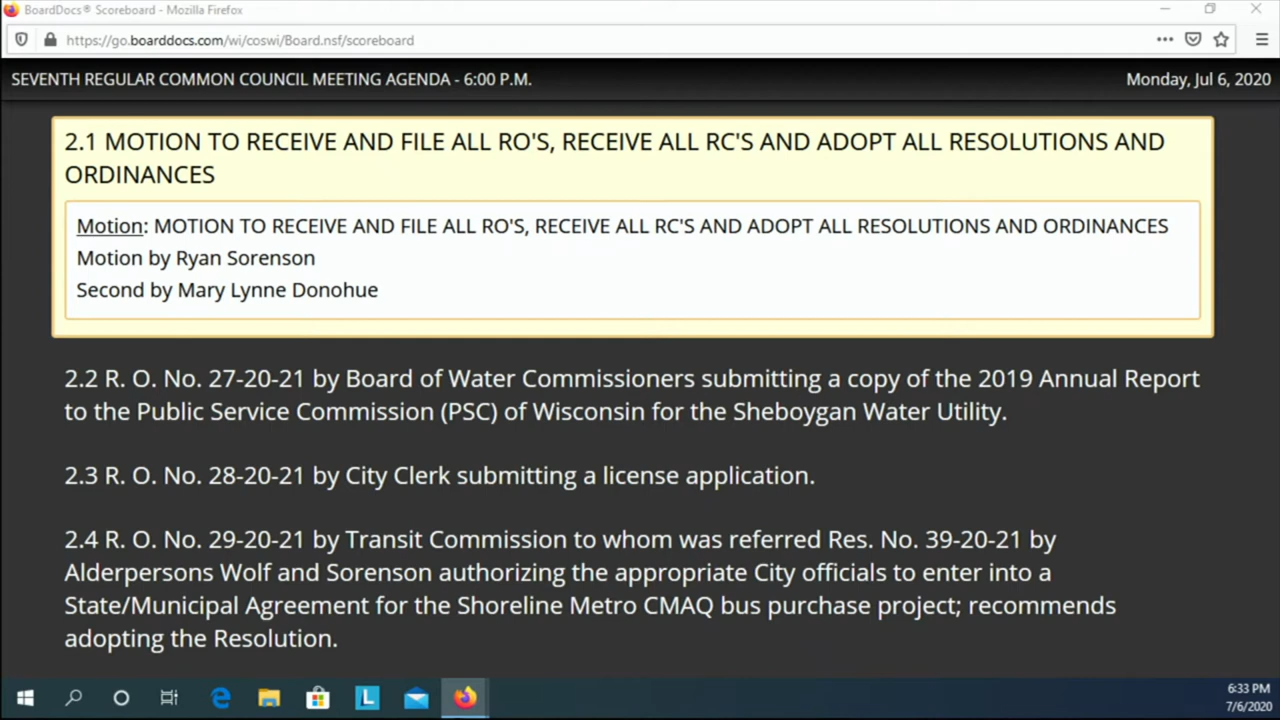 BoardDocs® Scoreboard - Mozilla Firefox
https://go.boarddocs.com/wi/coswi/Board.nsf/scoreboard
SEVENTH REGULAR COMMON COUNCIL MEETING AGENDA - 6:00 P.M.
Monday, Jul 6, 2020
2.1 MOTION TO RECEIVE AND FILE ALL RO'S, RECEIVE ALL RC'S AND ADOPT ALL RESOLUTIONS AND
ORDINANCES
Motion: MOTION TO RECEIVE AND FILE ALL RO'S, RECEIVE ALL RC'S AND ADOPT ALL RESOLUTIONS AND ORDINANCES
Motion by Ryan Sorenson
Second by Mary Lynne Donohue
2.2 R. O. No. 27-20-21 by Board of Water Commissioners submitting a copy of the 2019 Annual Report
to the Public Service Commission (PSC) of Wisconsin for the Sheboygan Water Utility.
2.3 R. O. No. 28-20-21 by City Clerk submitting a license application.
2.4 R. O. No. 29-20-21 by Transit Commission to whom was referred Res. No. 39-20-21 by
Alderpersons Wolf and Sorenson authorizing the appropriate City officials to enter into a
State/Municipal Agreement for the Shoreline Metro CMAQ bus purchase project; recommends
adopting the Resolution.
L
6:33 PM
7/6/2020